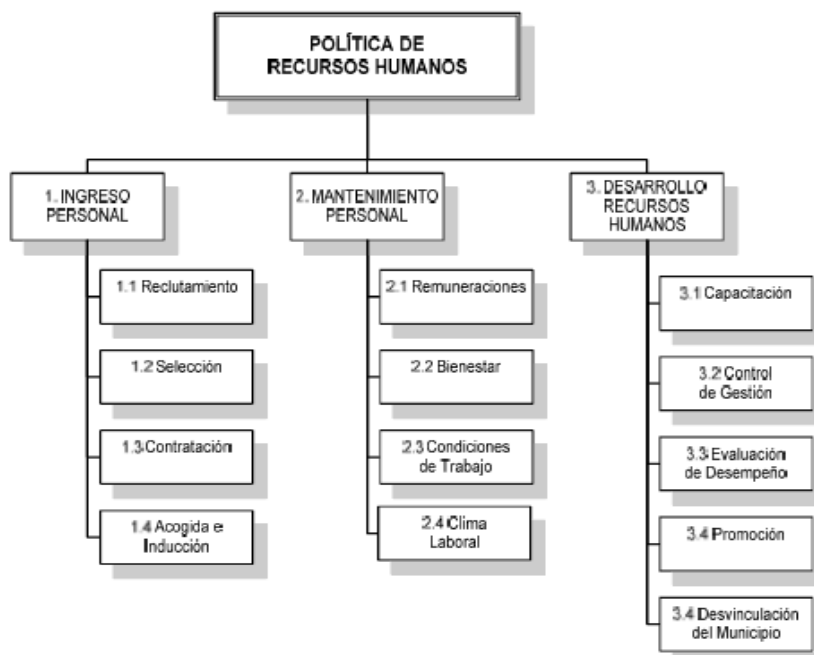 POLÍTICA DE
RECURSOS HUMANOS
1. INGRESO
PERSONAL
1.1 Reclutamiento
1.2 Selección
1.3 Contratación
1.4 Acogida e
Inducción
2. MANTENIMIENTO
PERSONAL
2.1 Remuneraciones
2.2 Bienestar
2.3 Condiciones
de Trabajo
2.4 Clima
Laboral
3. DESARROLLO
RECURSOS
HUMANOS
3.1 Capacitación
3.2 Control
de Gestión
3.3 Evaluación
de Desempeño
3.4 Promoción
3.4 Desvinculación
del Municipio